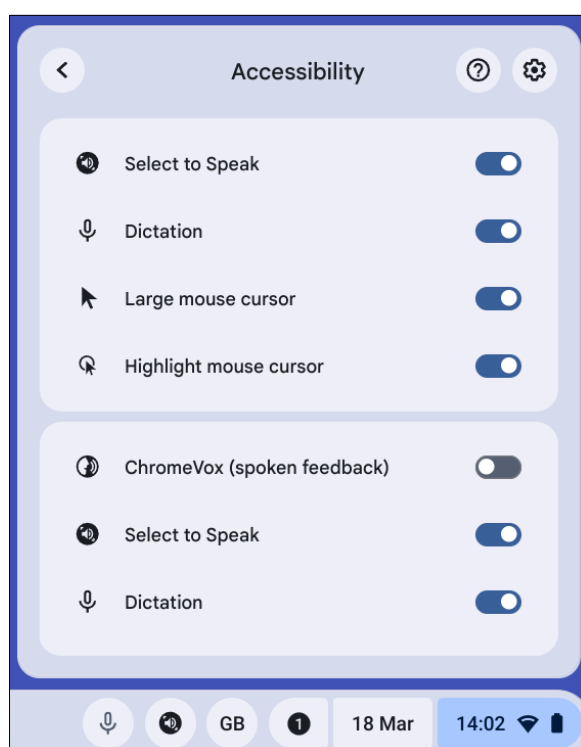 Accessibility
Select to Speak
Dictation
Large mouse cursor
Highlight mouse cursor
ChromeVox (spoken feedback)
Select to Speak
Dictation
GB 1 18 Mar 14:02